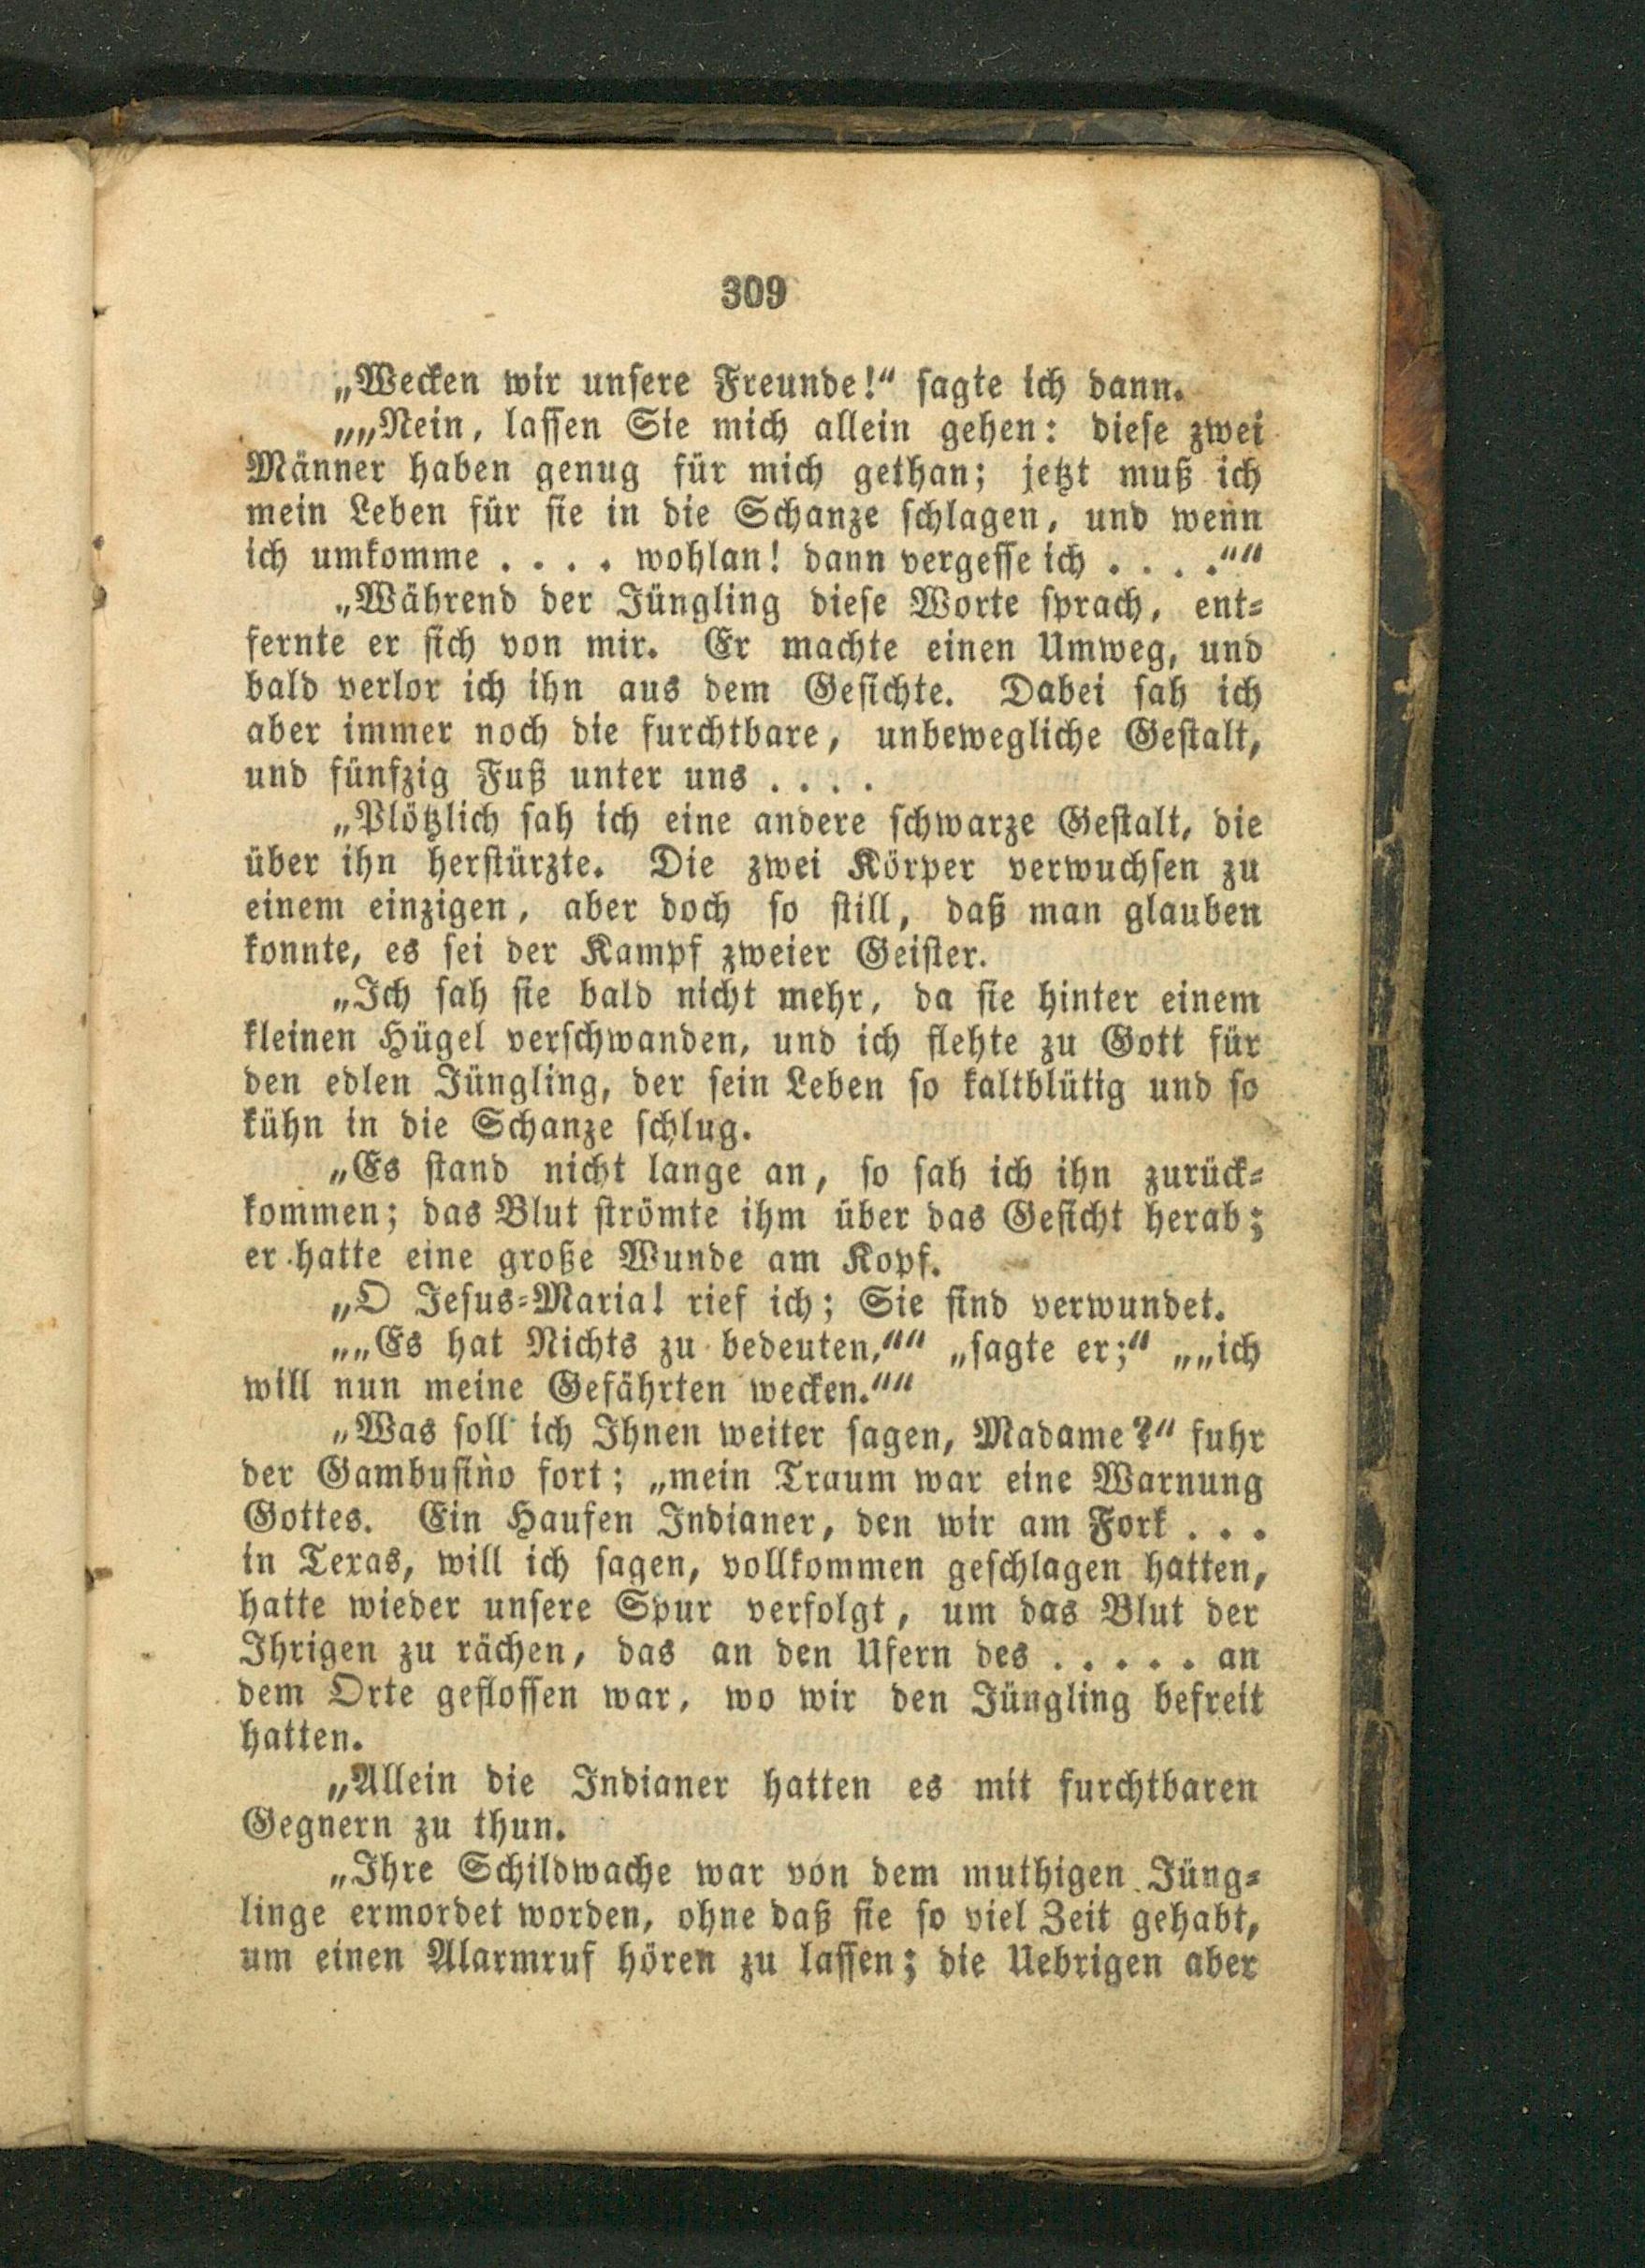 309
„Wecken wir unsere Freunde!“ sagte ich dann.
„„Nein, lassen Sie mich allein gehen: diese zwei
Männer haben genug für mich gethan; jetzt muß ich
mein Leben für sie in die Schanze schlagen, und wenn
ich umkomme . . . . wohlan! dann vergesse ich . . . .““
„Während der Jüngling diese Worte sprach, ent-
fernte er sich von mir. Er machte einen Umweg, und
bald verlor ich ihn aus dem Gesichte. Dabei sah ich
aber immer noch die furchtbare, unbewegliche Gestalt,
und fünfzig Fuß unter uns . . . .
„Plötzlich sah ich eine andere schwarze Gestalt, die
über ihn herstürzte. Die zwei Körper verwuchsen zu
einem einzigen, aber doch so still, daß man glauben
konnte, es sei der Kampf zweier Geister.
„Ich sah sie bald nicht mehr, da sie hinter einem
kleinen Hügel verschwanden, und ich flehte zu Gott für
den edlen Jüngling, der sein Leben so kaltblütig und so
kühn in die Schanze schlug.
„Es stand nicht lange an, so sah ich ihn zurück-
kommen; das Blut strömte ihm über das Gesicht herab;
er hatte eine große Wunde am Kopf.
„O Jesus-Maria! rief ich; Sie sind verwundet.
„„Es hat Nichts zu bedeuten,““ „sagte er;“ „„ich
will nun meine Gefährten wecken.““
„Was soll ich Ihnen weiter sagen, Madame?“ fuhr
der Gambusino fort; „mein Traum war eine Warnung
Gottes. Ein Haufen Indianer, den wir am Fork . . .
in Texas, will ich sagen, vollkommen geschlagen hatten,
hatte wieder unsere Spur verfolgt, um das Blut der
Ihrigen zu rächen, das an den Ufern des . . . . . an
dem Orte geflossen war, wo wir den Jüngling befreit
hatten.
„Allein die Indianer hatten es mit furchtbaren
Gegnern zu thun.
„Ihre Schildwache war von dem muthigen Jüng-
linge ermordet worden, ohne daß sie so viel Zeit gehabt,
um einen Alarmruf hören zu lassen; die Uebrigen aber